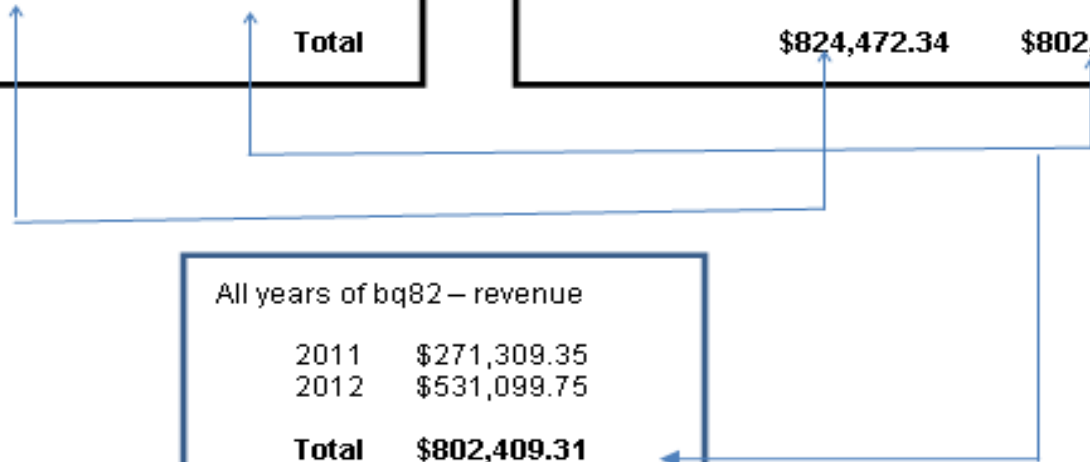 Total $824,472.34 $802,
All years of bq82 – revenue
2011 $271,309.35
2012 $531,099.75
Total $802,409.31